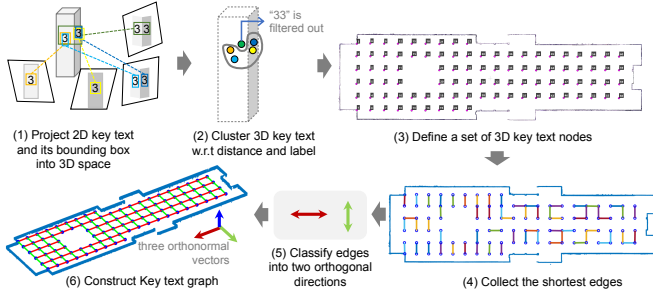 3 3
3 3
3
3
3
3 3
"33" is
filtered out
(1) Project 2D key text
and its bounding box
into 3D space
(2) Cluster 3D key text
w.r.t distance and label
(3) Define a set of 3D key text nodes
three orthonormal
vectors
(6) Construct Key text graph
(5) Classify edges
into two orthogonal
directions
(4) Collect the shortest edges